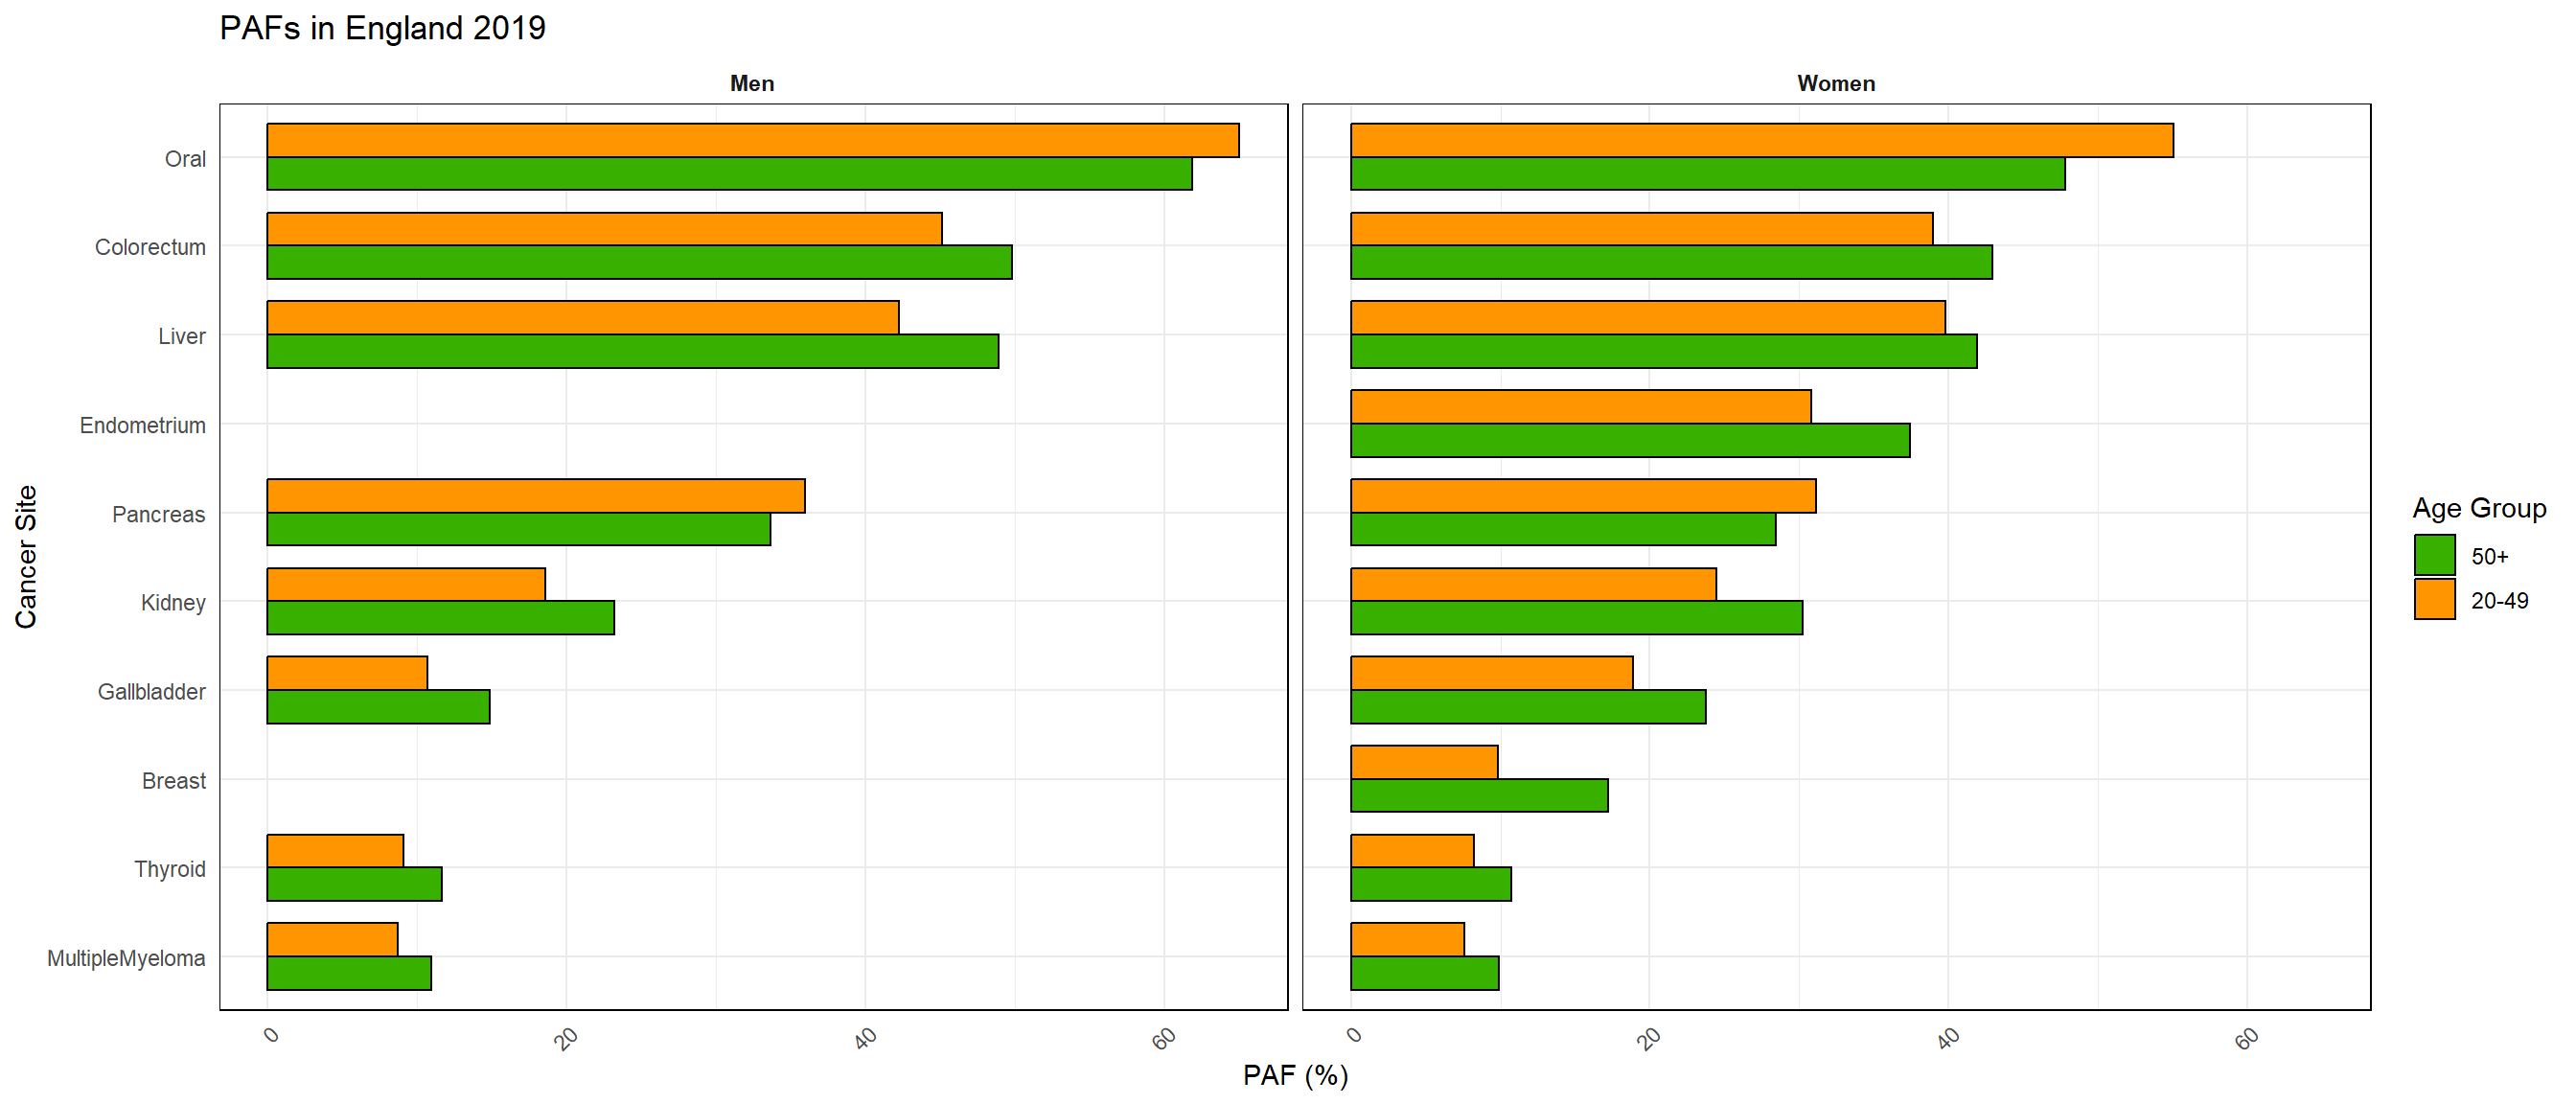 PAFs in England 2019
Men
Women
Cancer Site
Oral
Colorectum
Liver
Endometrium
Pancreas
Kidney
Gallbladder
Breast
Thyroid
MultipleMyeloma
0 20 40 60
0 20 40 60
PAF (%)
Age Group
50+
20-49